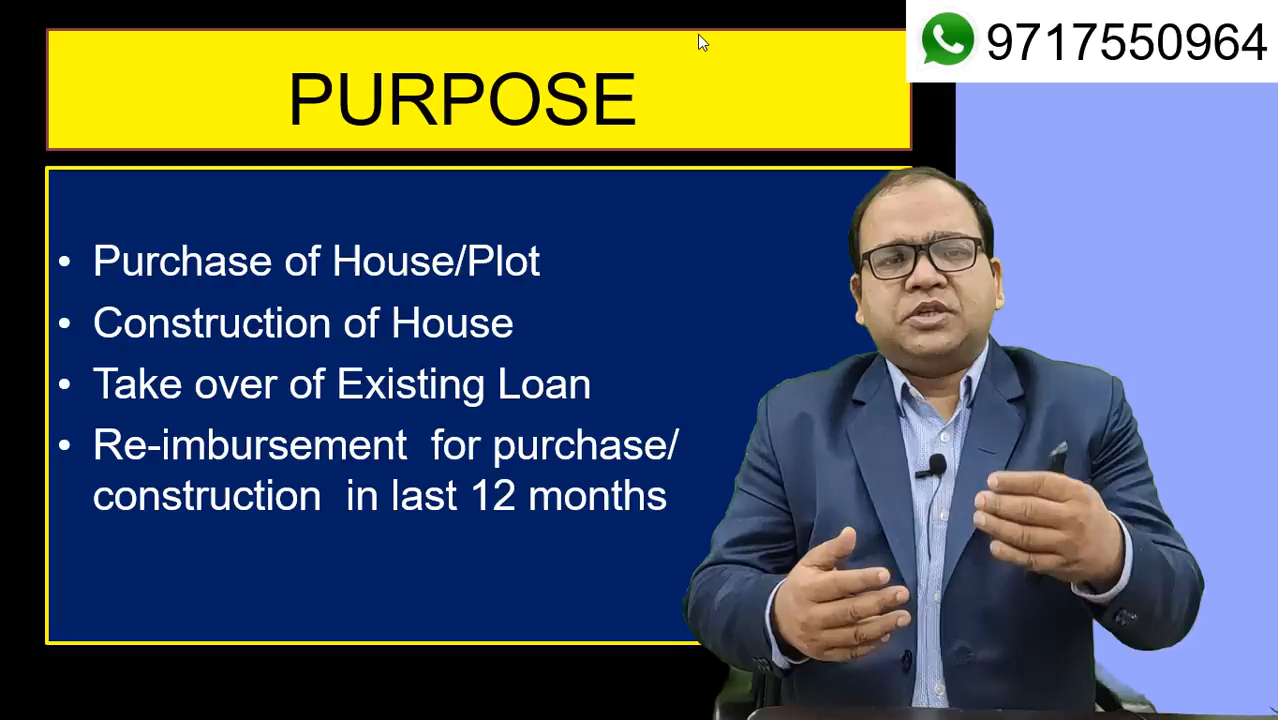 9717550964
PURPOSE
• Purchase of House/Plot
• Construction of House
• Take over of Existing Loan
• Re-imbursement for purchase/
construction in last 12 months